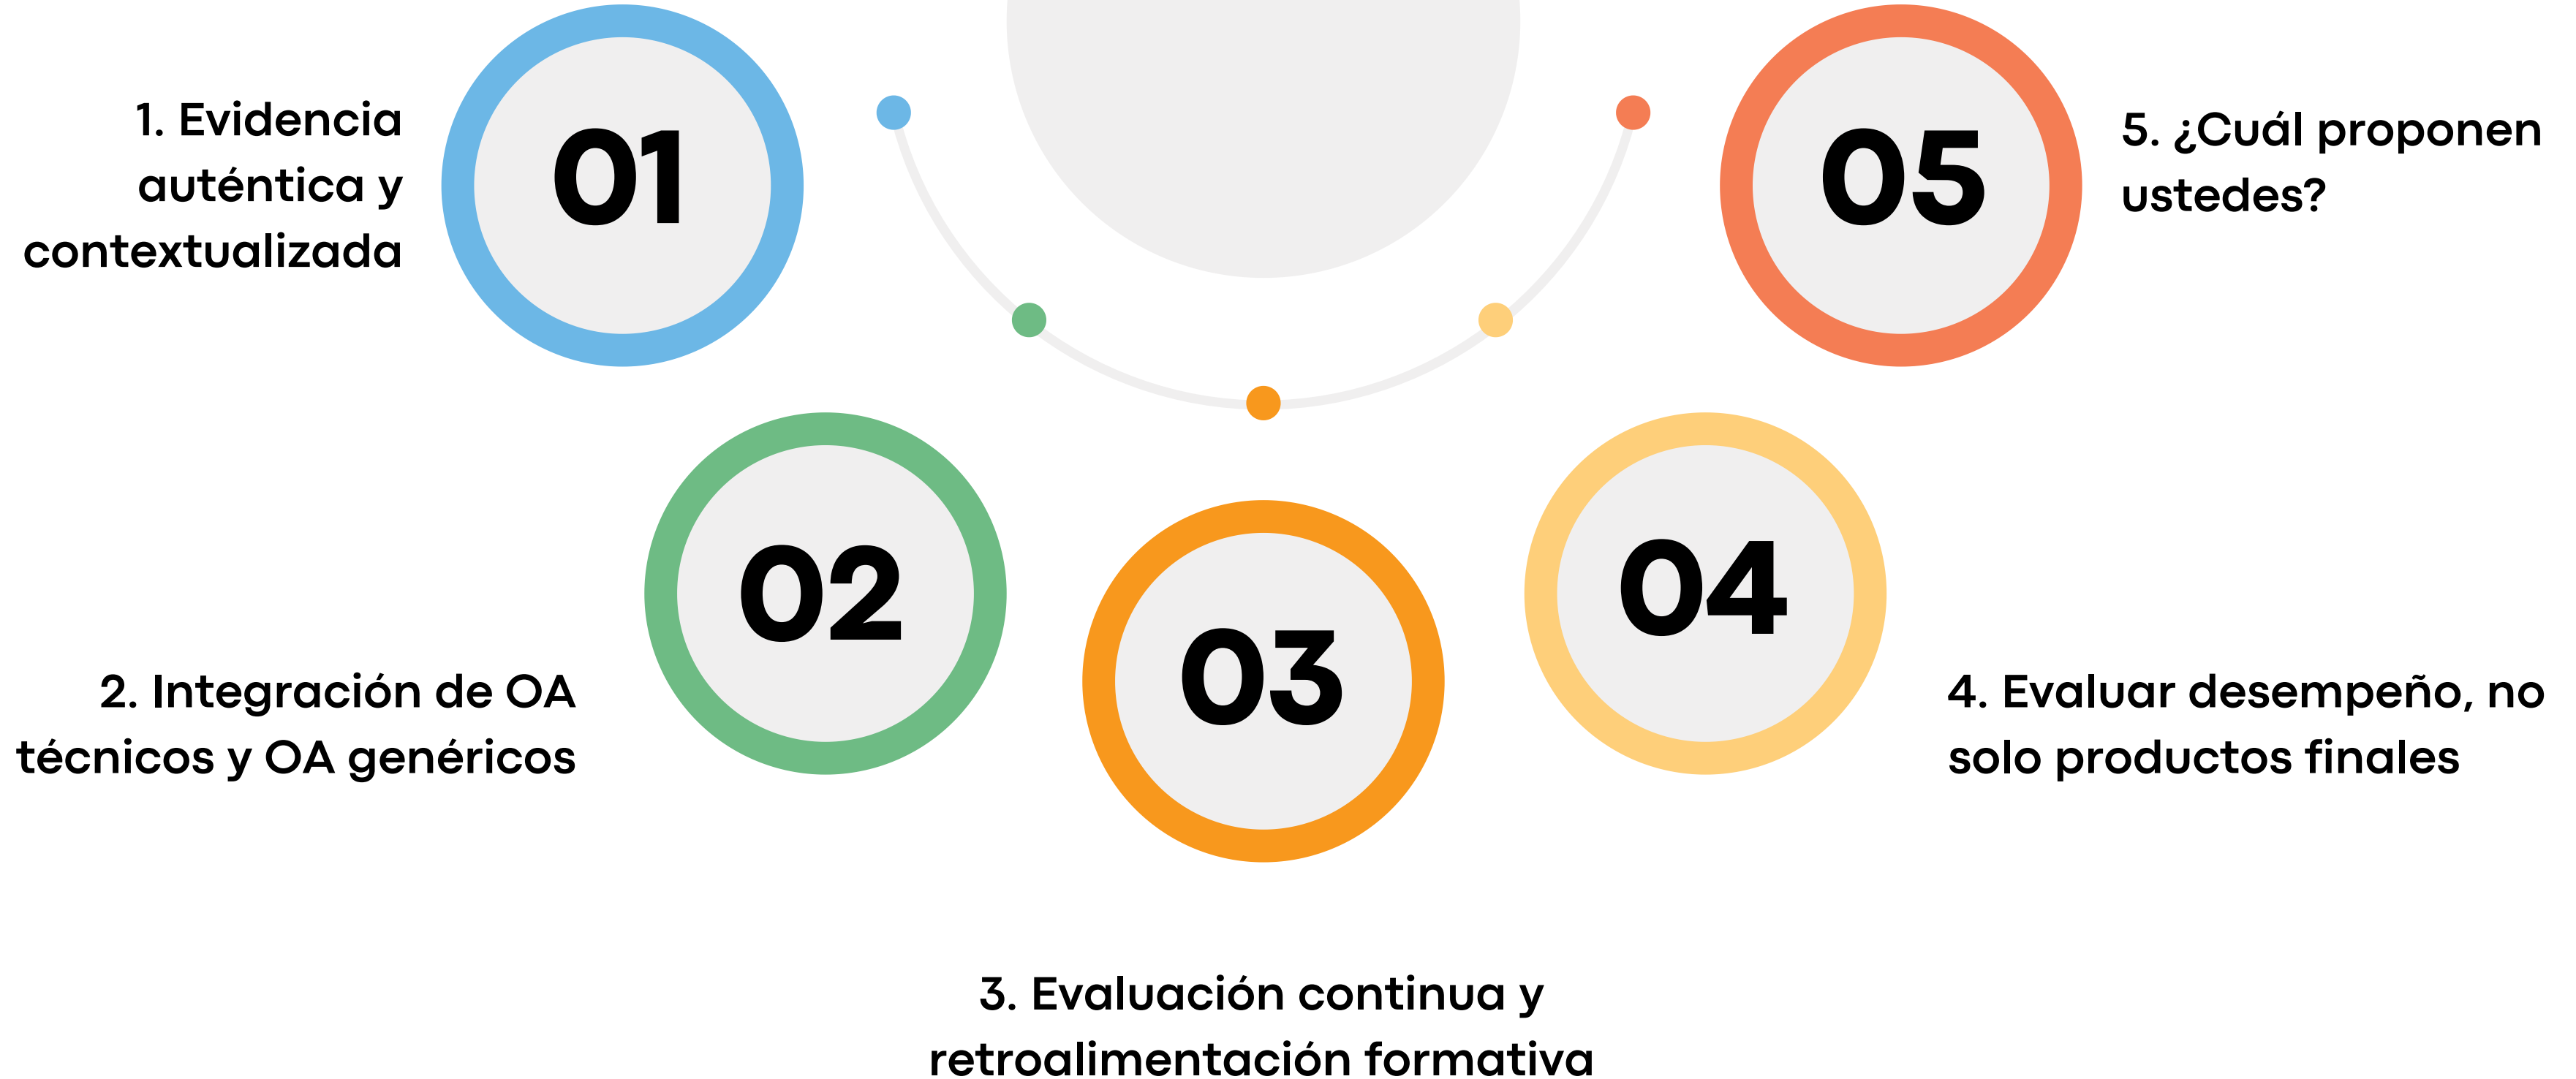 1. Evidencia
auténtica y
contextualizada
01
2. Integración de OA
técnicos y OA genéricos
02
03
3. Evaluación continua y
retroalimentación formativa
04
4. Evaluar desempeño, no
solo productos finales
05
5. ¿Cuál proponen
ustedes?